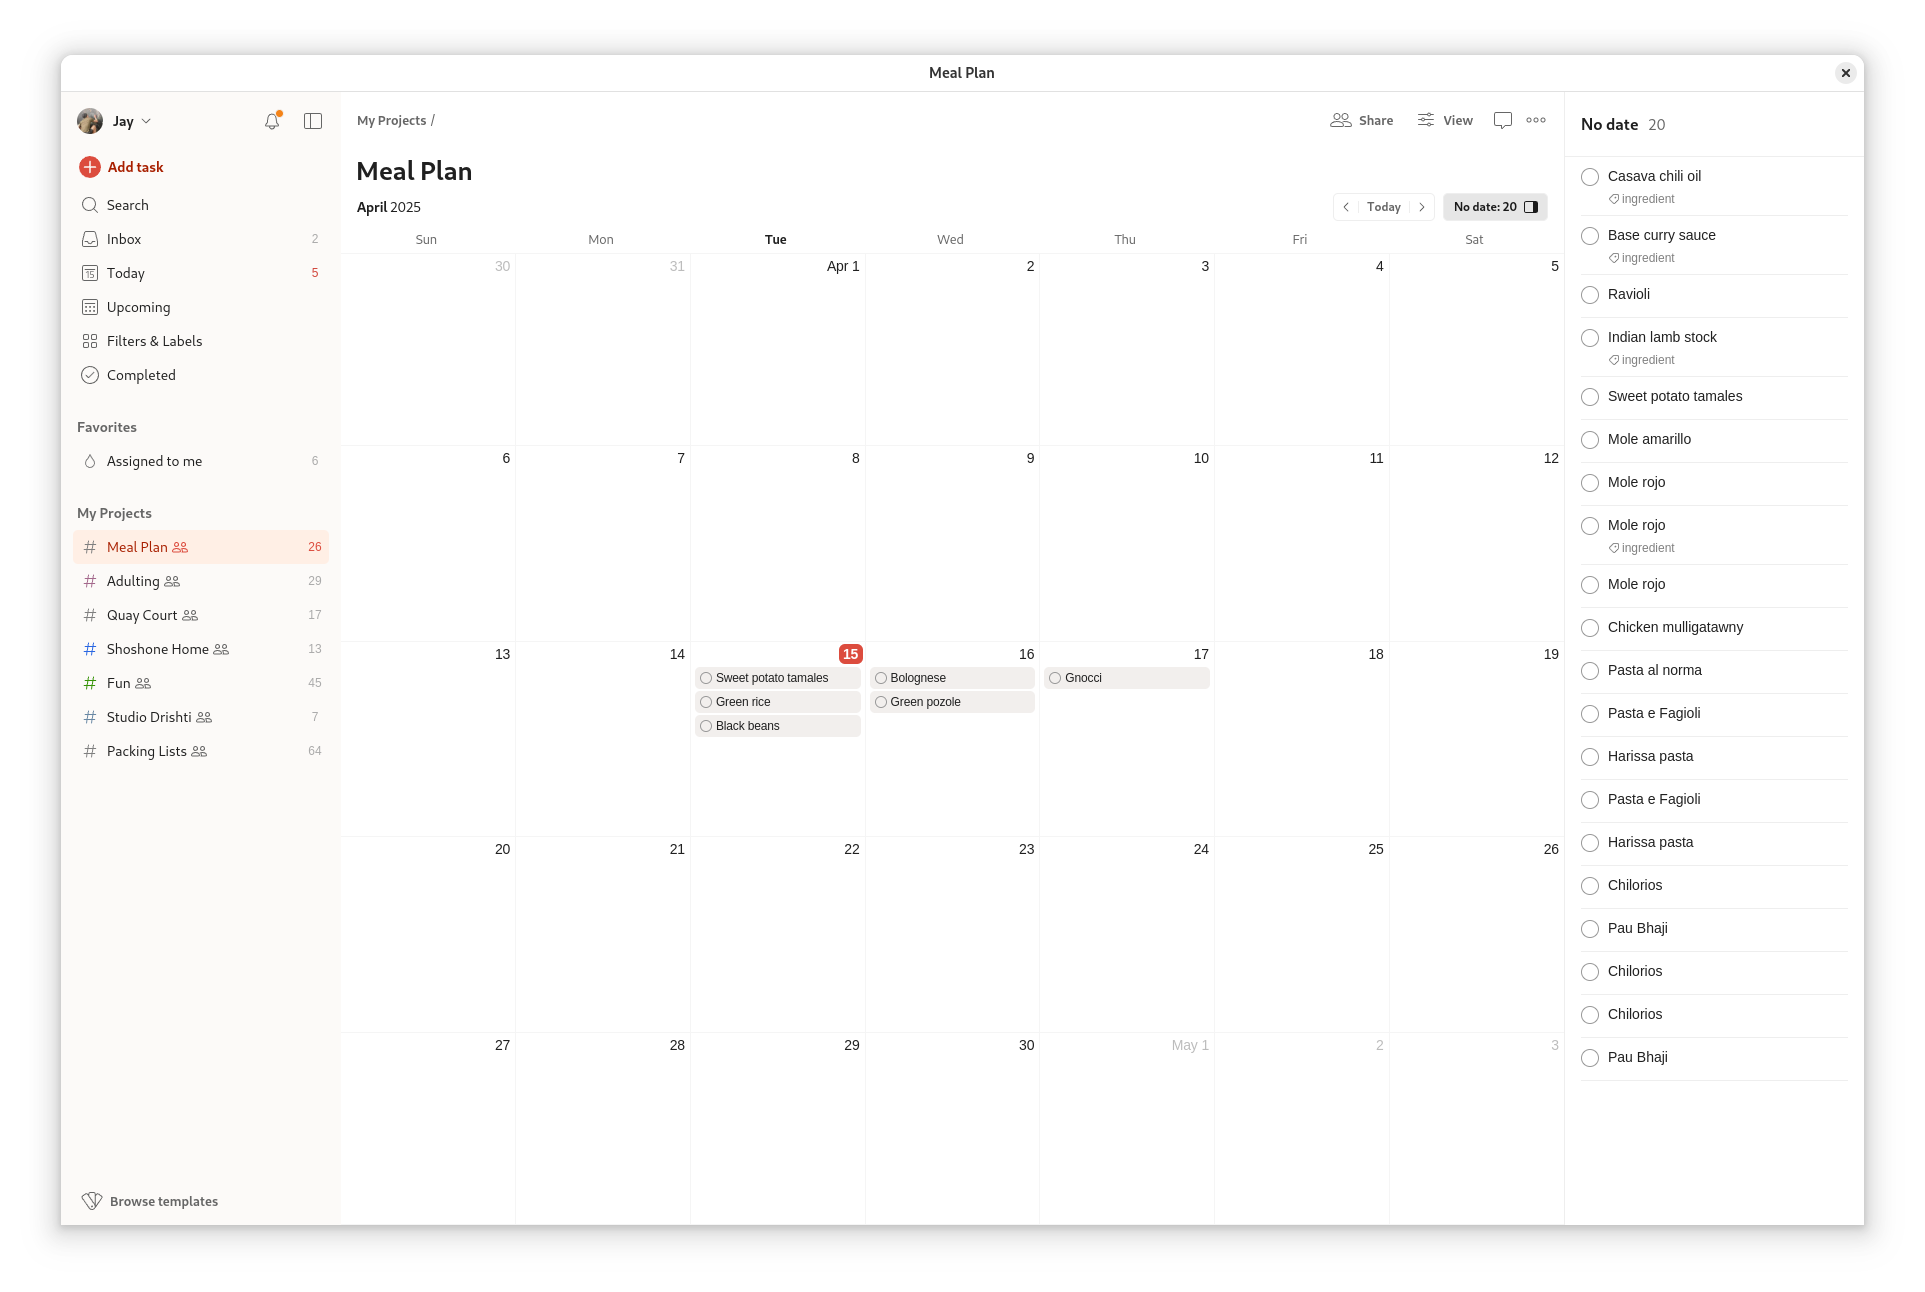 Meal Plan
Jay
Add task
Search
Inbox 2
15
Today 5
Upcoming
Filters & Labels
Completed
Favorites
Assigned to me 6
My Projects
# Meal Plan 26
# Adulting 29
# Quay Court 17
# Shoshone Home 13
# Fun 45
# Studio Drishti 7
# Packing Lists 64
Browse templates
My Projects /
Share
View
Meal Plan
April 2025
Today
No date: 20
Sun Mon Tue Wed Thu Fri Sat
30 31 Apr 1 2 3 4 5
6 7 8 9 10 11 12
13 14 15 16 17 18 19
Sweet potato tamales Bolognese Gnocci
Green rice Green pozole
Black beans
20 21 22 23 24 25 26
27 28 29 30 May 1 2 3
No date 20
Casava chili oil
ingredient
Base curry sauce
ingredient
Ravioli
Indian lamb stock
ingredient
Sweet potato tamales
Mole amarillo
Mole rojo
Mole rojo
ingredient
Mole rojo
Chicken mulligatawny
Pasta al norma
Pasta e Fagioli
Harissa pasta
Pasta e Fagioli
Harissa pasta
Chilorios
Pau Bhaji
Chilorios
Chilorios
Pau Bhaji